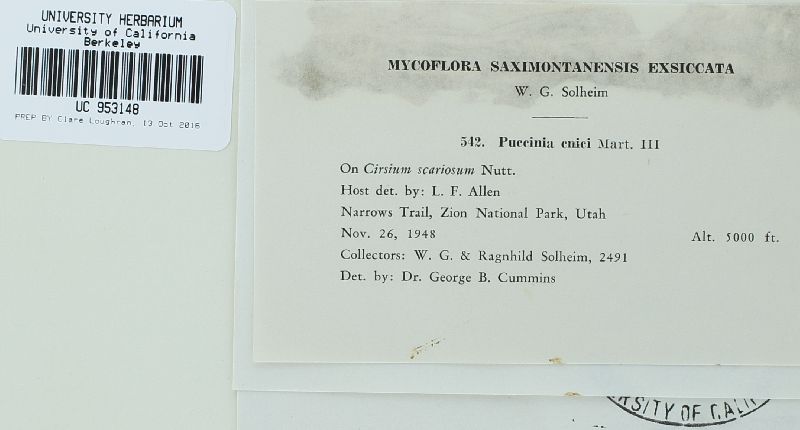 UNIVERSITY HERBARIUM
University of California
Berkeley
UC 953148
PREP BY Clare Loughran, 13 Oct 2016
MYCOFLORA SAXIMONTANENSIS EXSICCATA
W. G. Solheim
542. Puccinia cnici Mart. III
On Cirsium scariosum Nutt.
Host det. by: L. F. Allen
Narrows Trail, Zion National Park, Utah
Nov. 26, 1948 Alt. 5000 ft.
Collectors: W. G. & Ragnhild Solheim, 2491
Det. by: Dr. George B. Cummins
RSITY OF CALI